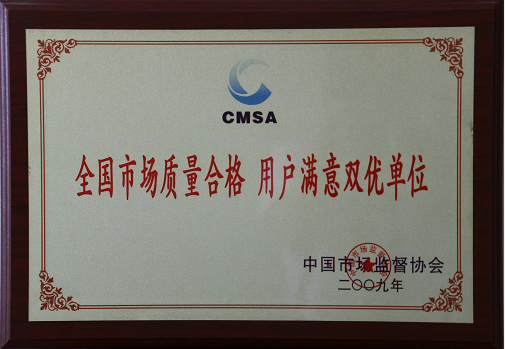 CMSA
全国市场质量合格 用户满意双优单位
中国市场监督协会
二〇〇九年